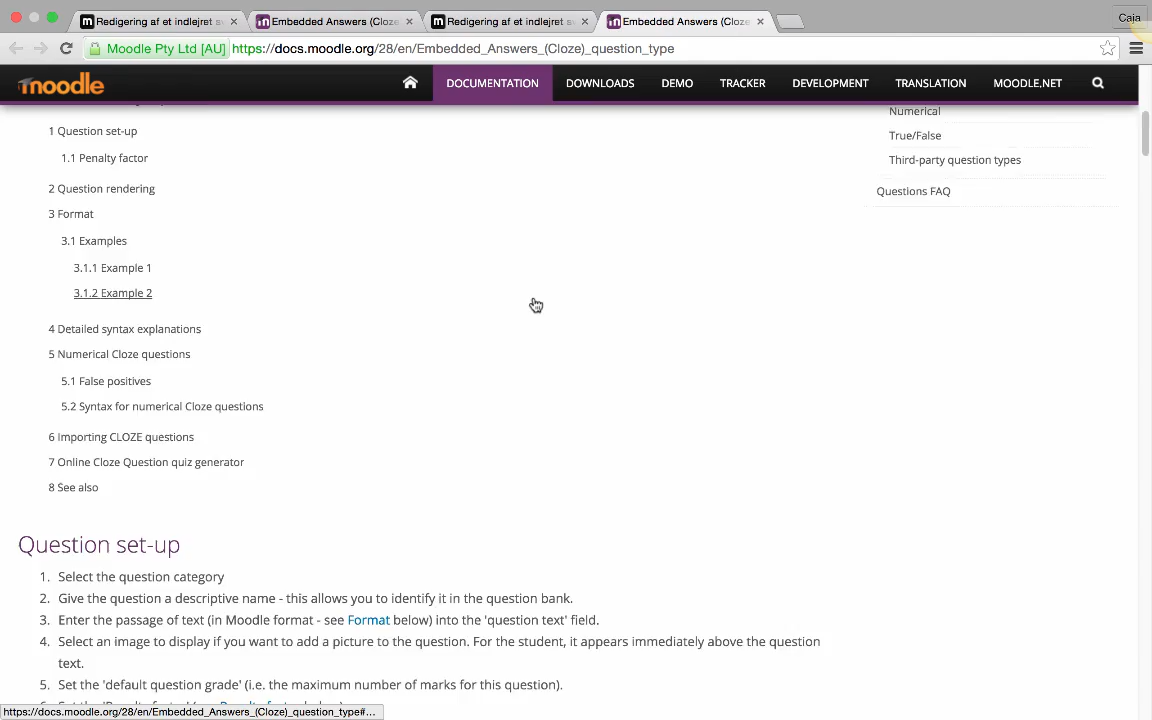 Redigering af et indlejret s
Embedded Answers (Cloze
Redigering af et indlejret s
Embedded Answers (Cloze
Caja
Moodle Pty Ltd [AU] https://docs.moodle.org/28/en/Embedded_Answers_(Cloze)_question_type
moodle
DOCUMENTATION DOWNLOADS DEMO TRACKER DEVELOPMENT TRANSLATION MOODLE.NET
1 Question set-up
1.1 Penalty factor
2 Question rendering
3 Format
3.1 Examples
3.1.1 Example 1
3.1.2 Example 2
4 Detailed syntax explanations
5 Numerical Cloze questions
5.1 False positives
5.2 Syntax for numerical Cloze questions
6 Importing CLOZE questions
7 Online Cloze Question quiz generator
8 See also
Numerical
True/False
Third-party question types
Questions FAQ
Question set-up
1. Select the question category
2. Give the question a descriptive name - this allows you to identify it in the question bank.
3. Enter the passage of text (in Moodle format - see Format below) into the 'question text' field.
4. Select an image to display if you want to add a picture to the question. For the student, it appears immediately above the question
text.
5. Set the 'default question grade' (i.e. the maximum number of marks for this question).
https://docs.moodle.org/28/en/Embedded_Answers_(Cloze)_question_type#...